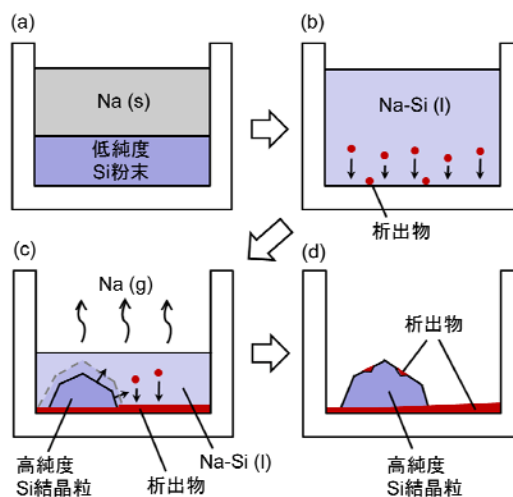 (a)
Na (s)
低純度
Si粉末
(b)
Na-Si (l)
析出物
(c)
Na (g)
高純度
Si結晶粒
析出物
Na-Si (l)
(d)
析出物
高純度
Si結晶粒